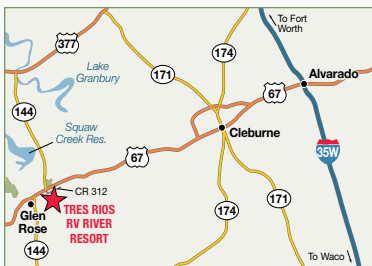 To Fort
Worth
377
174
Lake
Granbury
171
Alvarado
67
144
Cleburne
Squaw
Creek Res.
67
35W
CR 312
TRES RIOS
RV RIVER
RESORT
Glen
Rose
171
174
144
To Waco